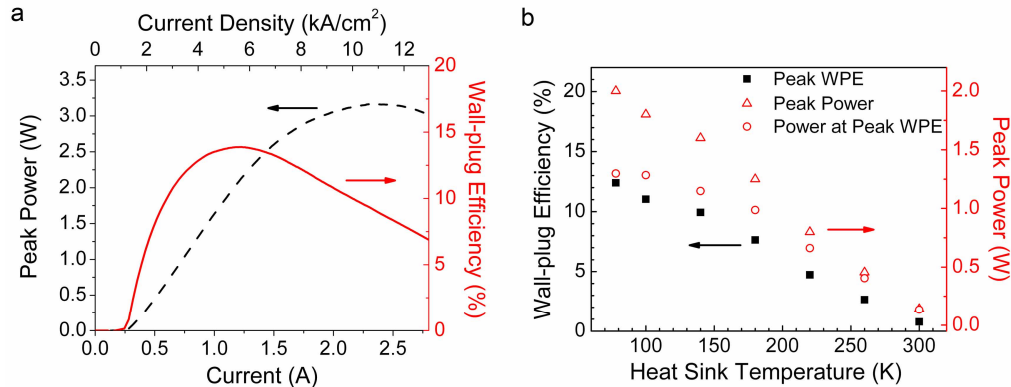 a
Current Density (kA/cm²)
0 2 4 6 8 10 12
3.5
3.0
2.5
2.0
1.5
1.0
0.5
0.0
Peak Power (W)
20
15
10
5
0
Wall-plug Efficiency (%)
0.0 0.5 1.0 1.5 2.0 2.5
Current (A)
b
Peak WPE
Peak Power
Power at Peak WPE
20
15
10
5
0
Wall-plug Efficiency (%)
2.0
1.5
1.0
0.5
0.0
Peak Power (W)
100 150 200 250 300
Heat Sink Temperature (K)